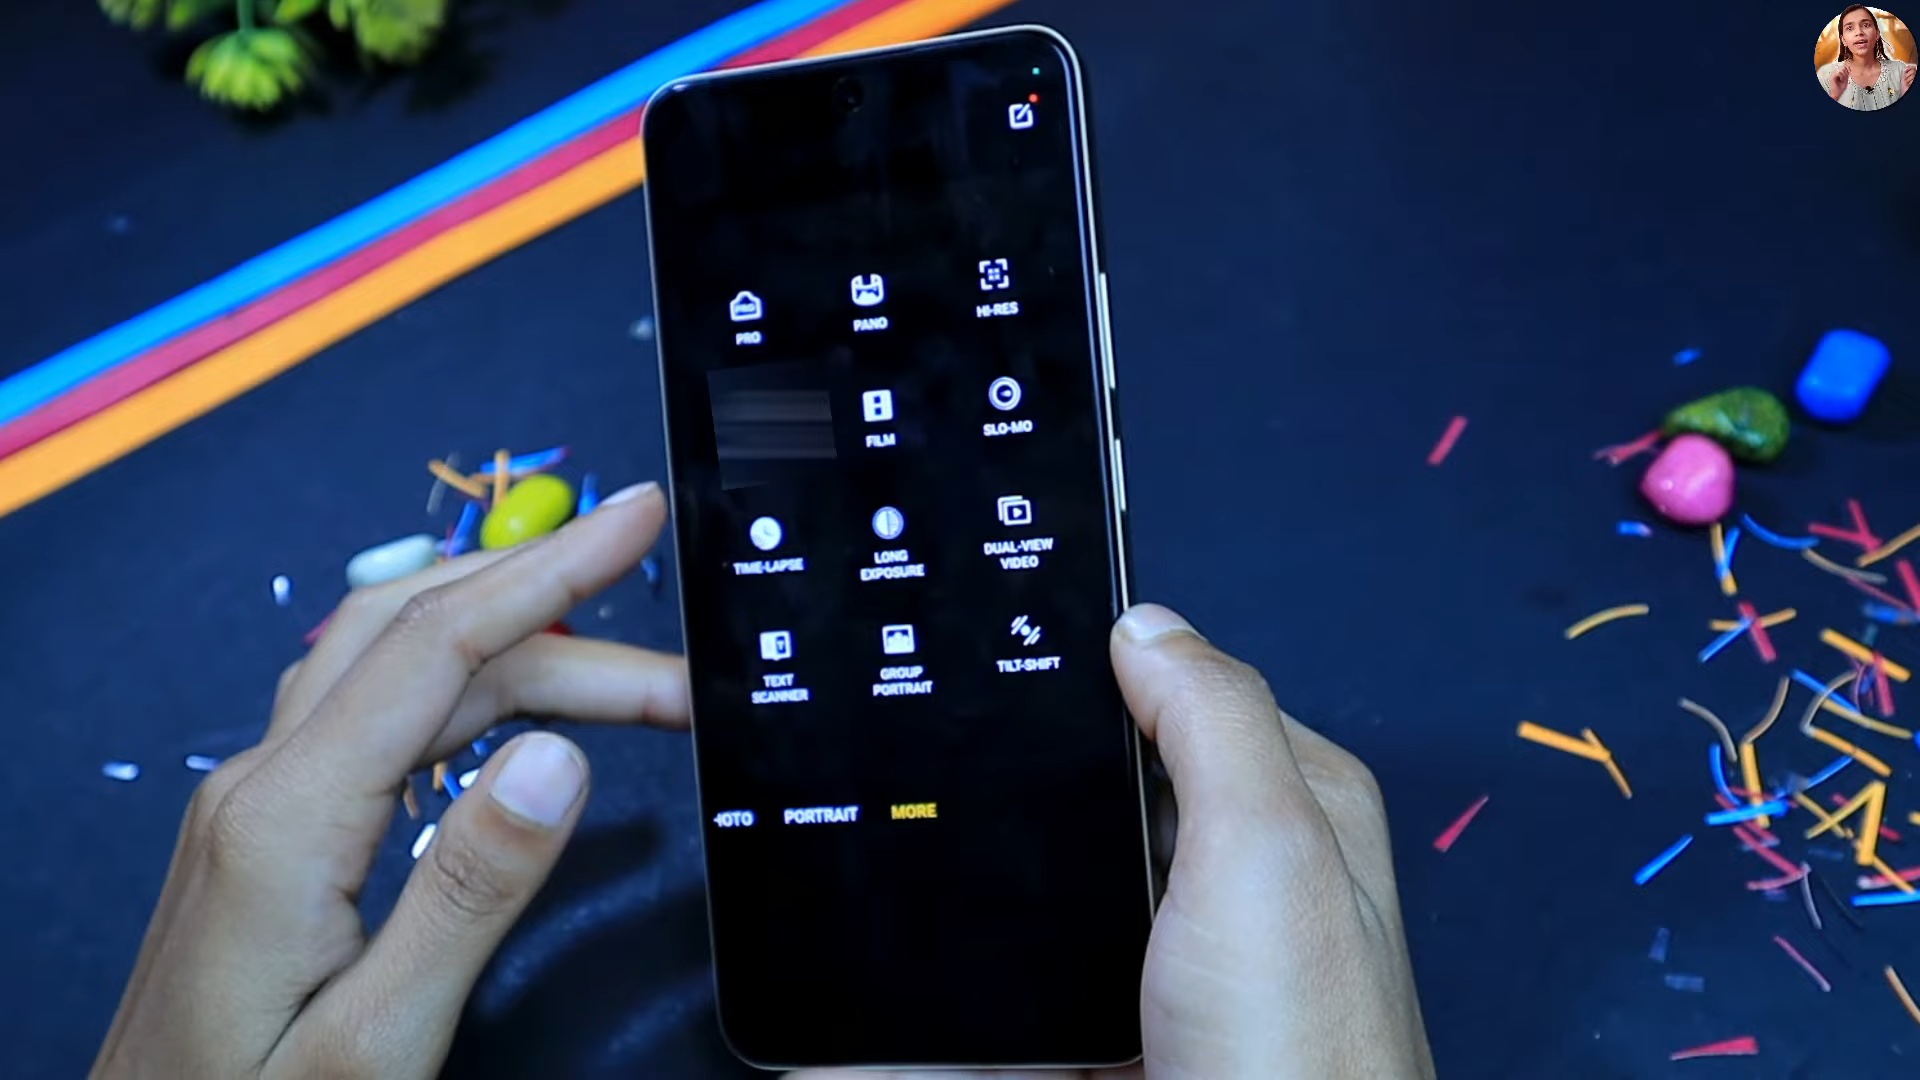 PRO
PANO
HI-RES
FILM
SLO-MO
TIME-LAPSE
LONG
EXPOSURE
DUAL-VIEW
VIDEO
TEXT
SCANNER
GROUP
PORTRAIT
TILT-SHIFT
HOTO PORTRAIT MORE